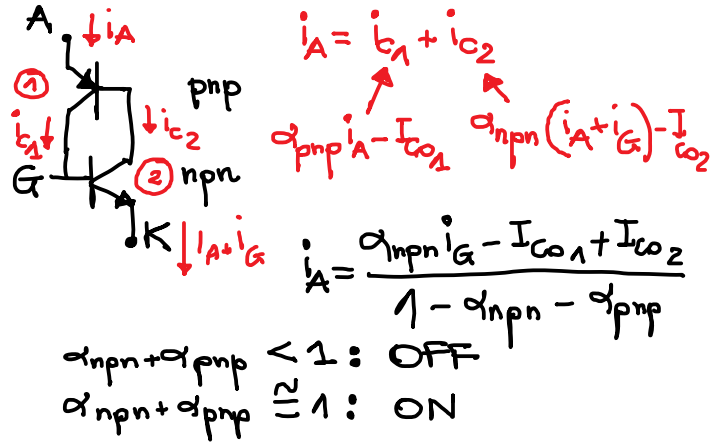 A
i_A
i_A = i_C1 + i_C2
1
pnp
i_C1
i_C2
α_pnp i_A - I_CO1
α_npn (i_A + i_G) - I_CO2
G
2
npn
K
I_A + i_G
i_A = (α_npn i_G - I_CO1 + I_CO2) / (1 - α_npn - α_pnp)
α_npn + α_pnp < 1 : OFF
α_npn + α_pnp ≅ 1 : ON